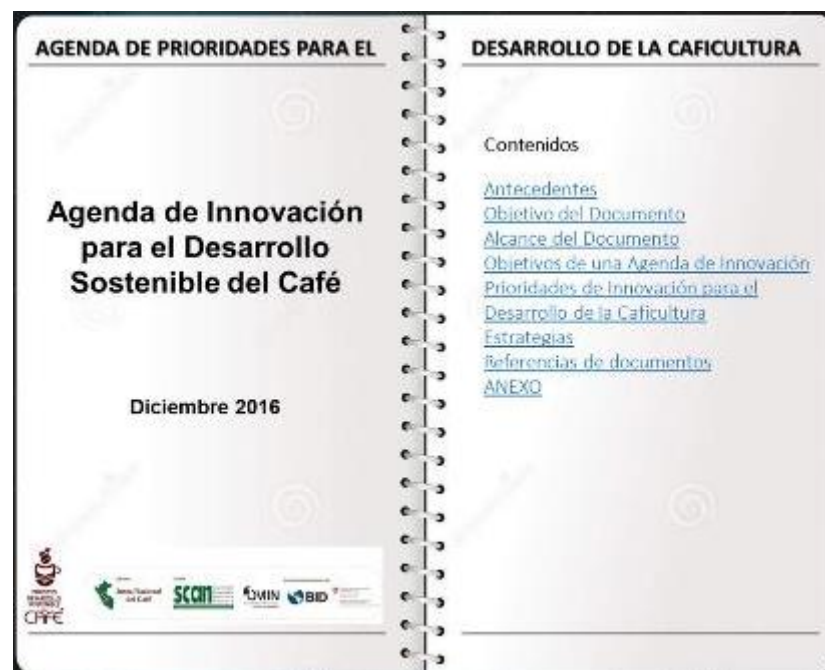 AGENDA DE PRIORIDADES PARA EL
Agenda de Innovación
para el Desarrollo
Sostenible del Café
Diciembre 2016
CAFÉ
scan
BID
DESARROLLO DE LA CAFICULTURA
Contenidos
Antecedentes
Objetivo del Documento
Alcance del Documento
Objetivos de una Agenda de Innovación
Prioridades de Innovación para el
Desarrollo de la Caficultura
Estrategias
Referencias de documentos
ANEXO